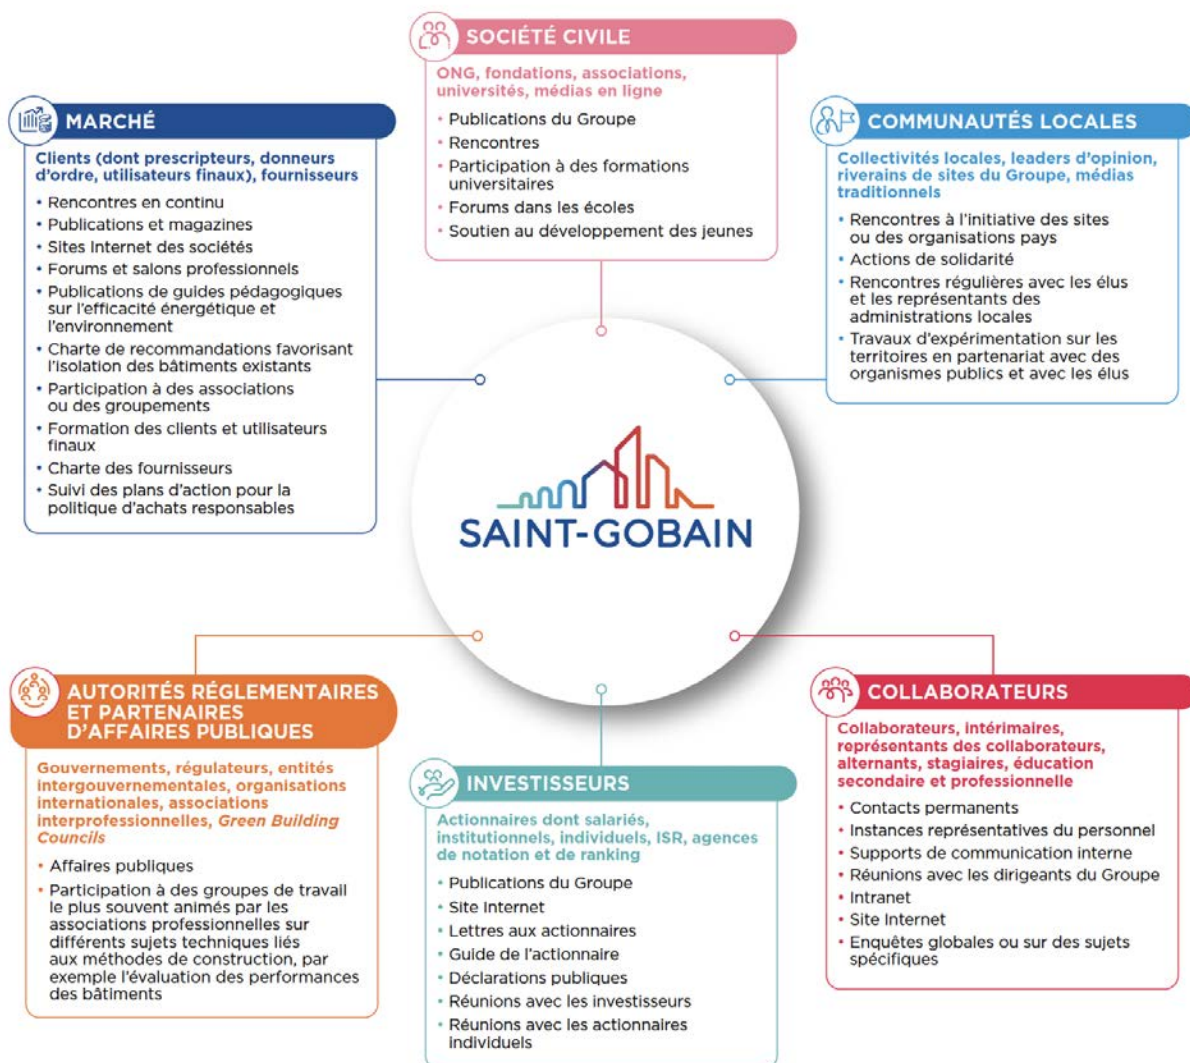 SOCIÉTÉ CIVILE
ONG, fondations, associations,
universités, médias en ligne
• Publications du Groupe
• Rencontres
• Participation à des formations
universitaires
• Forums dans les écoles
• Soutien au développement des jeunes
MARCHÉ
Clients (dont prescripteurs, donneurs
d'ordre, utilisateurs finaux), fournisseurs
• Rencontres en continu
• Publications et magazines
• Sites Internet des sociétés
• Forums et salons professionnels
• Publications de guides pédagogiques
sur l'efficacité énergétique et
l'environnement
• Charte de recommandations favorisant
l'isolation des bâtiments existants
• Participation à des associations
ou des groupements
• Formation des clients et utilisateurs
finaux
• Charte des fournisseurs
• Suivi des plans d'action pour la
politique d'achats responsables
COMMUNAUTÉS LOCALES
Collectivités locales, leaders d'opinion,
riverains de sites du Groupe, médias
traditionnels
• Rencontres à l'initiative des sites
ou des organisations pays
• Actions de solidarité
• Rencontres régulières avec les élus
et les représentants des
administrations locales
• Travaux d'expérimentation sur les
territoires en partenariat avec des
organismes publics et avec les élus
SAINT-GOBAIN
AUTORITÉS RÉGLEMENTAIRES
ET PARTENAIRES
D'AFFAIRES PUBLIQUES
Gouvernements, régulateurs, entités
intergouvernementales, organisations
internationales, associations
interprofessionnelles, Green Building
Councils
• Affaires publiques
• Participation à des groupes de travail
le plus souvent animés par les
associations professionnelles sur
différents sujets techniques liés
aux méthodes de construction, par
exemple l'évaluation des performances
des bâtiments
INVESTISSEURS
Actionnaires dont salariés,
institutionnels, individuels, ISR, agences
de notation et de ranking
• Publications du Groupe
• Site Internet
• Lettres aux actionnaires
• Guide de l'actionnaire
• Déclarations publiques
• Réunions avec les investisseurs
• Réunions avec les actionnaires
individuels
COLLABORATEURS
Collaborateurs, intérimaires,
représentants des collaborateurs,
alternants, stagiaires, éducation
secondaire et professionnelle
• Contacts permanents
• Instances représentatives du personnel
• Supports de communication interne
• Réunions avec les dirigeants du Groupe
• Intranet
• Site Internet
• Enquêtes globales ou sur des sujets
spécifiques